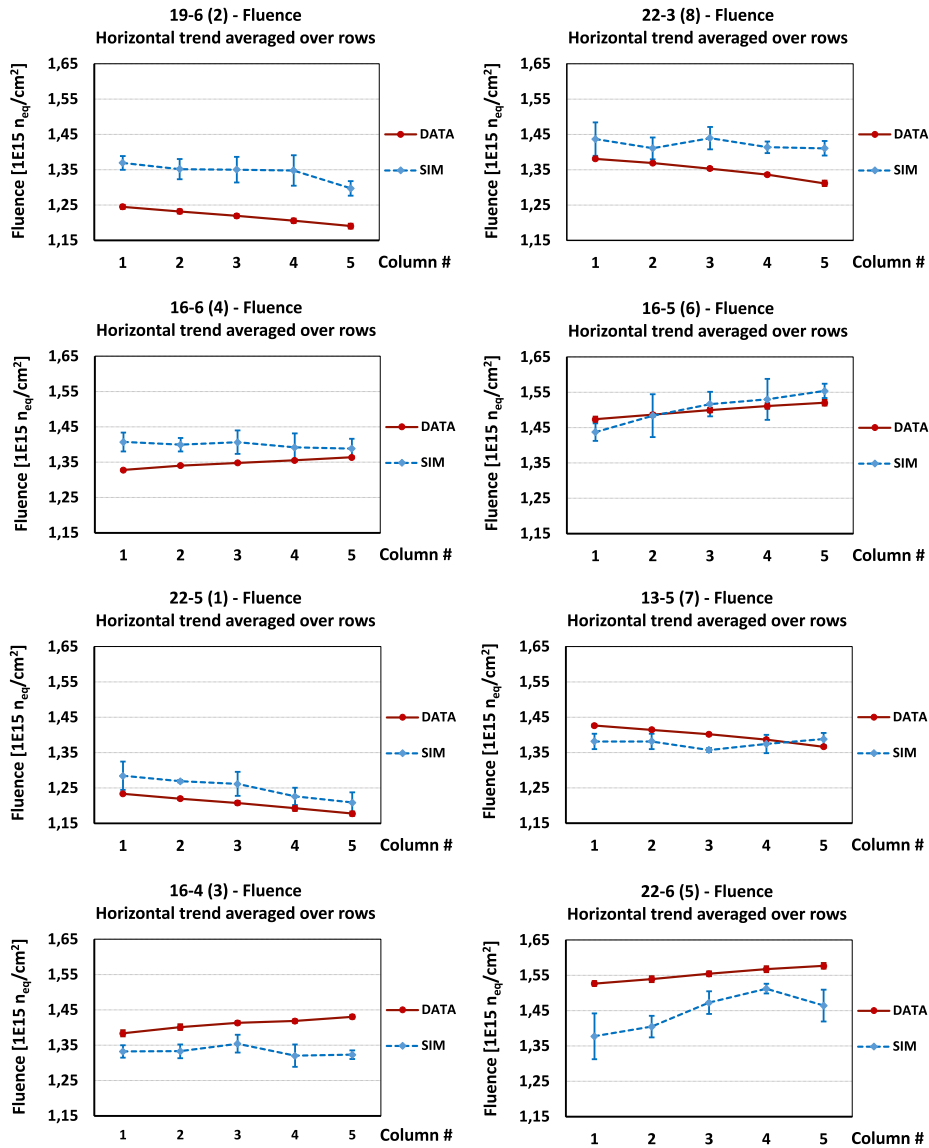 19-6 (2) - Fluence
Horizontal trend averaged over rows
Fluence [1E15 neq/cm²]
1,65
1,55
1,45
1,35
1,25
1,15
1 2 3 4 5 Column #
DATA
SIM
22-3 (8) - Fluence
Horizontal trend averaged over rows
Fluence [1E15 neq/cm²]
1,65
1,55
1,45
1,35
1,25
1,15
1 2 3 4 5 Column #
DATA
SIM
16-6 (4) - Fluence
Horizontal trend averaged over rows
Fluence [1E15 neq/cm²]
1,65
1,55
1,45
1,35
1,25
1,15
1 2 3 4 5 Column #
DATA
SIM
16-5 (6) - Fluence
Horizontal trend averaged over rows
Fluence [1E15 neq/cm²]
1,65
1,55
1,45
1,35
1,25
1,15
1 2 3 4 5 Column #
DATA
SIM
22-5 (1) - Fluence
Horizontal trend averaged over rows
Fluence [1E15 neq/cm²]
1,65
1,55
1,45
1,35
1,25
1,15
1 2 3 4 5 Column #
DATA
SIM
13-5 (7) - Fluence
Horizontal trend averaged over rows
Fluence [1E15 neq/cm²]
1,65
1,55
1,45
1,35
1,25
1,15
1 2 3 4 5 Column #
DATA
SIM
16-4 (3) - Fluence
Horizontal trend averaged over rows
Fluence [1E15 neq/cm²]
1,65
1,55
1,45
1,35
1,25
1,15
1 2 3 4 5 Column #
DATA
SIM
22-6 (5) - Fluence
Horizontal trend averaged over rows
Fluence [1E15 neq/cm²]
1,65
1,55
1,45
1,35
1,25
1,15
1 2 3 4 5 Column #
DATA
SIM